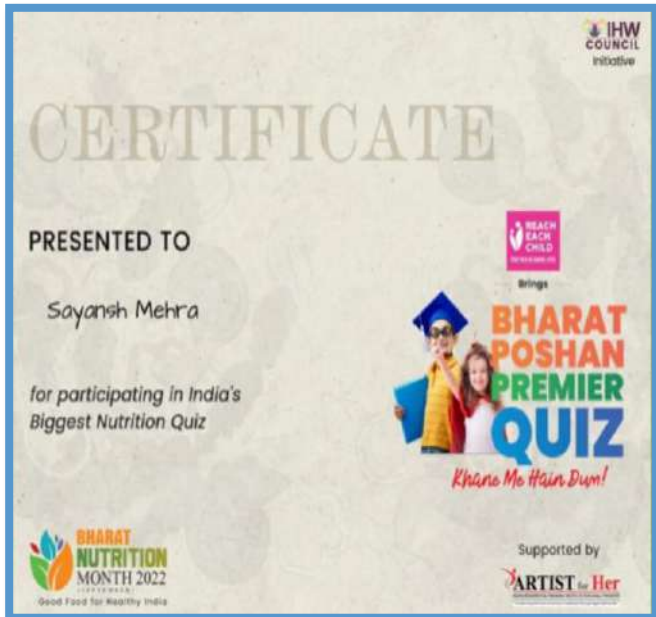 IHW
COUNCIL
Initiative
CERTIFICATE
PRESENTED TO
Sayansh Mehra
for participating in India's
Biggest Nutrition Quiz
REACH
EACH
CHILD
Brings
BHARAT
POSHAN
PREMIER
QUIZ
Khane Me Hain Dum!
BHARAT
NUTRITION
MONTH 2022
(SEPTEMBER)
Good Food for Healthy India
Supported by
ARTIST for Her